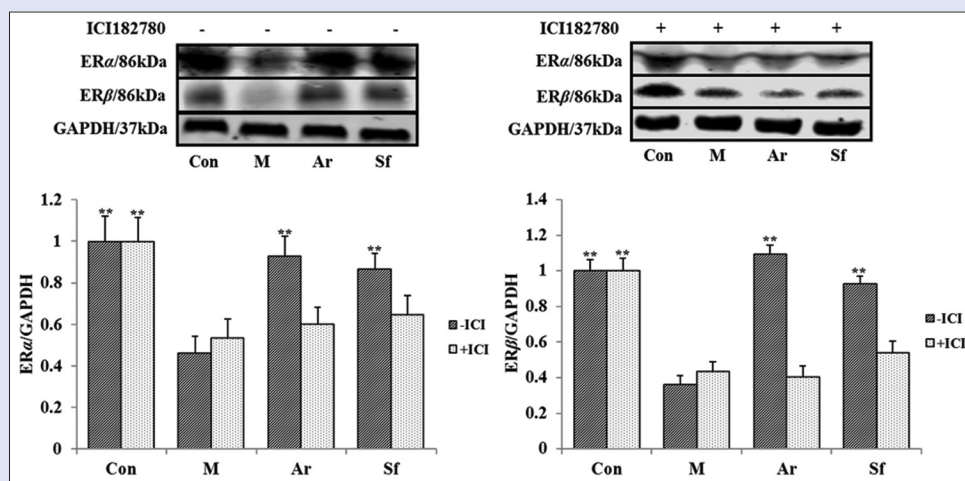 ICI182780 - - - -
ERα/86kDa
ERβ/86kDa
GAPDH/37kDa
Con M Ar Sf
ICI182780 + + + +
ERα/86kDa
ERβ/86kDa
GAPDH/37kDa
Con M Ar Sf
ERα/GAPDH
1.2
1
0.8
0.6
0.4
0.2
0
** ** ** **
Con M Ar Sf
-ICI
+ICI
ERβ/GAPDH
1.4
1.2
1
0.8
0.6
0.4
0.2
0
** ** ** **
Con M Ar Sf
-ICI
+ICI